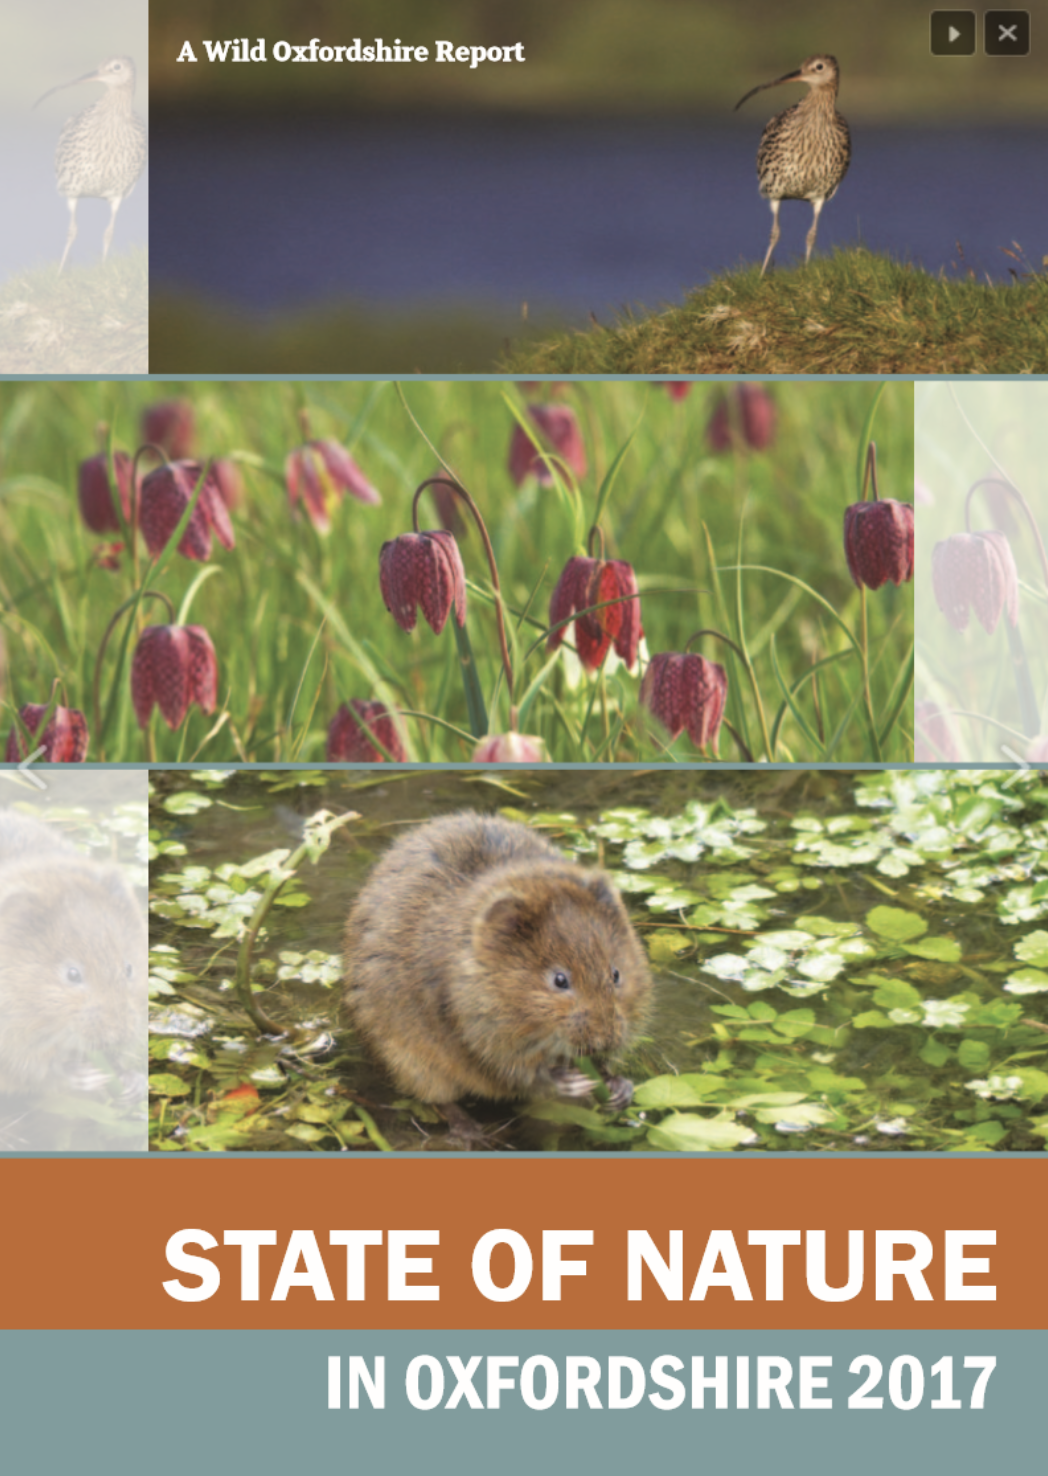 A Wild Oxfordshire Report
STATE OF NATURE
IN OXFORDSHIRE 2017